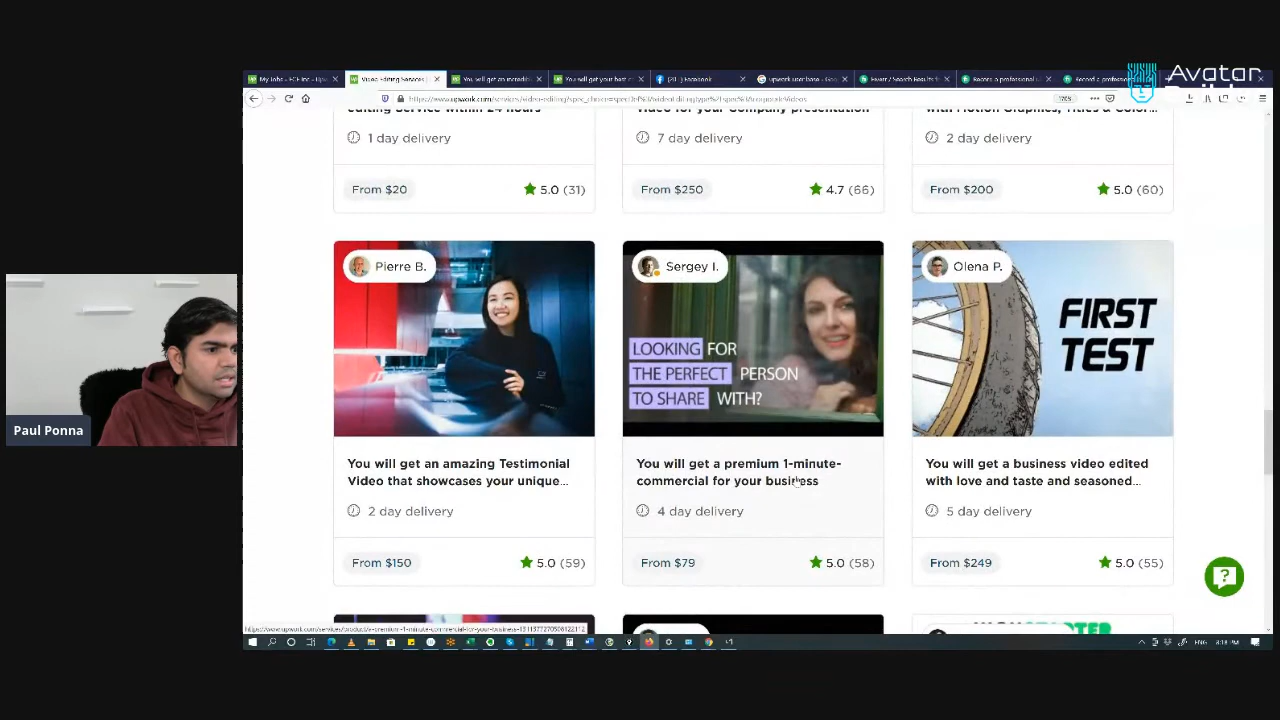 Avatar
Video Editing Services
1 day delivery
7 day delivery
2 day delivery
From $20
5.0 (31)
From $250
4.7 (66)
From $200
5.0 (60)
Pierre B.
Sergey I.
Olena P.
LOOKING FOR
THE PERFECT PERSON
TO SHARE WITH?
FIRST
TEST
You will get an amazing Testimonial
Video that showcases your unique...
You will get a premium 1-minute-
commercial for your business
You will get a business video edited
with love and taste and seasoned...
2 day delivery
4 day delivery
5 day delivery
From $150
5.0 (59)
From $79
5.0 (58)
From $249
5.0 (55)
Paul Ponna